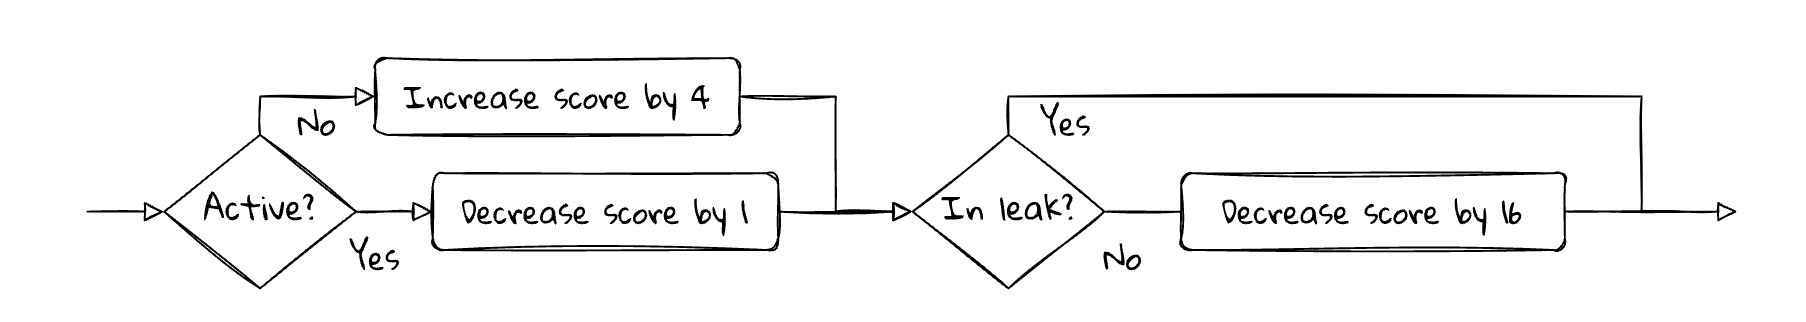 Active?
No
Increase score by 4
Yes
Decrease score by 1
In leak?
Yes
No
Decrease score by 16